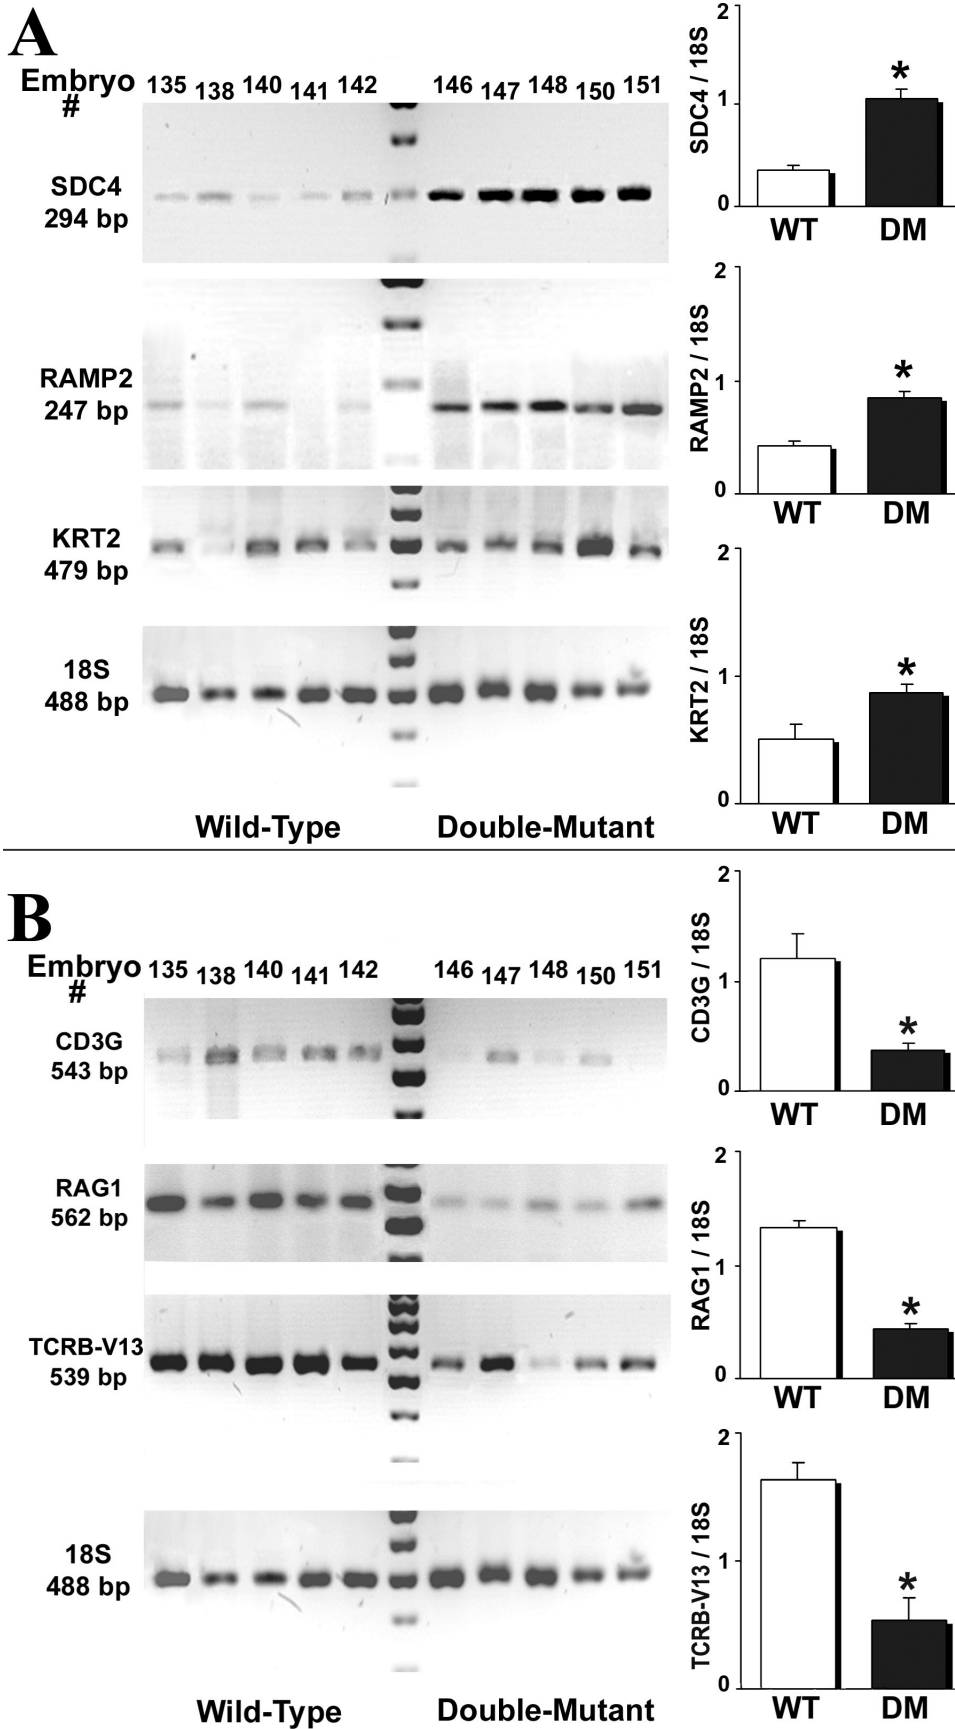 A
Embryo
#
135 138 140 141 142 146 147 148 150 151
SDC4
294 bp
RAMP2
247 bp
KRT2
479 bp
18S
488 bp
Wild-Type Double-Mutant
SDC4 / 18S
2
1
0
WT DM
*
RAMP2 / 18S
2
1
0
WT DM
*
KRT2 / 18S
2
1
0
WT DM
*
B
Embryo
#
135 138 140 141 142 146 147 148 150 151
CD3G
543 bp
RAG1
562 bp
TCRB-V13
539 bp
18S
488 bp
Wild-Type Double-Mutant
CD3G / 18S
2
1
0
WT DM
*
RAG1 / 18S
2
1
0
WT DM
*
TCRB-V13 / 18S
2
1
0
WT DM
*